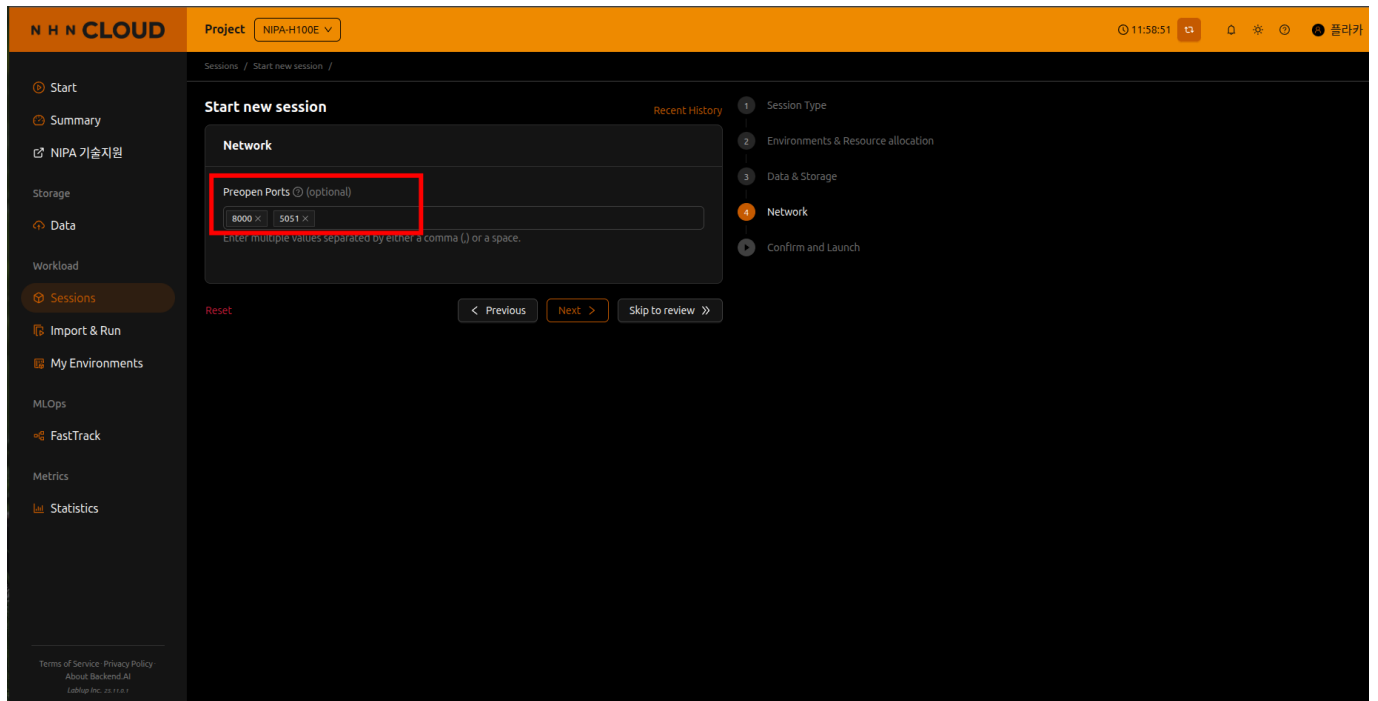 NHN CLOUD
Project NIPA-H100E
11:58:51
플라카
Start
Summary
NIPA 기술지원
Storage
Data
Workload
Sessions
Import & Run
My Environments
MLOps
FastTrack
Metrics
Statistics
Terms of Service · Privacy Policy ·
About Backend.AI
Lablup Inc.
Sessions / Start new session /
Start new session
Recent History
Network
Preopen Ports (optional)
8000 × 5051 ×
Enter multiple values separated by either a comma (,) or a space.
Reset
< Previous
Next >
Skip to review »
1 Session Type
2 Environments & Resource allocation
3 Data & Storage
4 Network
Confirm and Launch